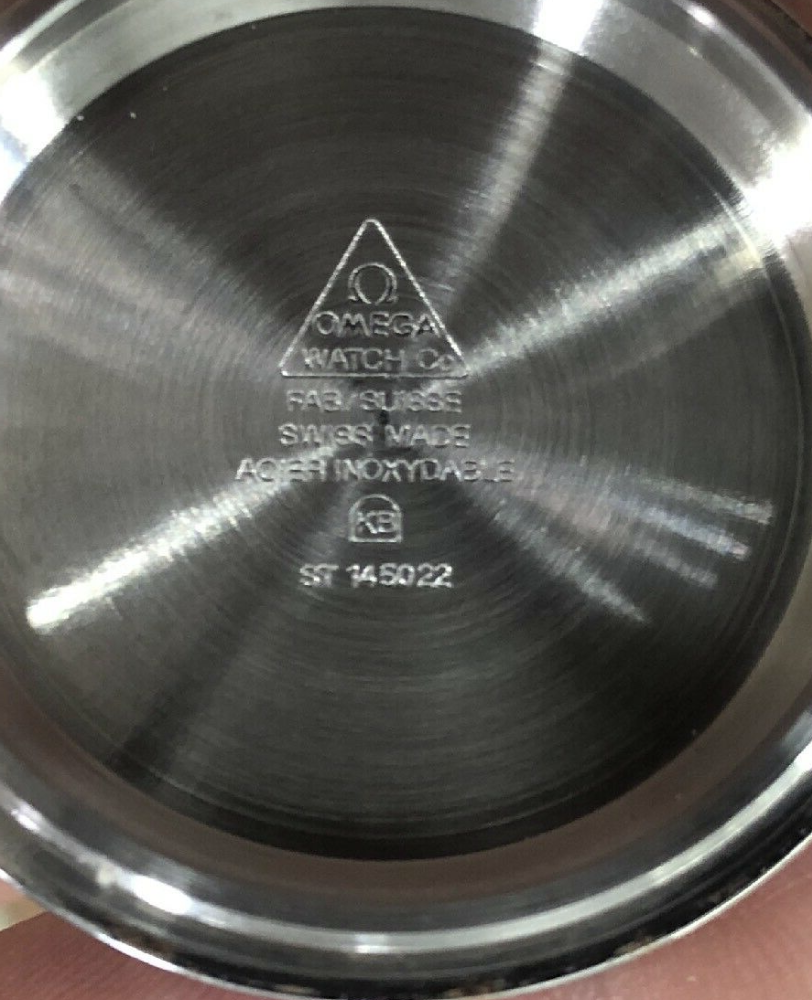 Ω
OMEGA
WATCH Co
FAB/SUISSE
SWISS MADE
ACIER INOXYDABLE
KB
ST 145022